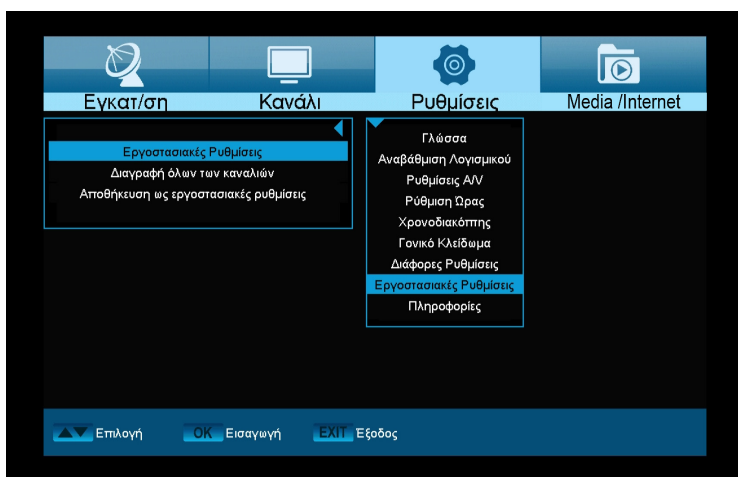 Εγκατ/ση
Κανάλι
Ρυθμίσεις
Media /Internet
Εργοστασιακές Ρυθμίσεις
Διαγραφή όλων των καναλιών
Αποθήκευση ως εργοστασιακές ρυθμίσεις
Γλώσσα
Αναβάθμιση Λογισμικού
Ρυθμίσεις A/V
Ρύθμιση Ώρας
Χρονοδιακόπτης
Γονικό Κλείδωμα
Διάφορες Ρυθμίσεις
Εργοστασιακές Ρυθμίσεις
Πληροφορίες
Επιλογή OK Εισαγωγή EXIT Έξοδος